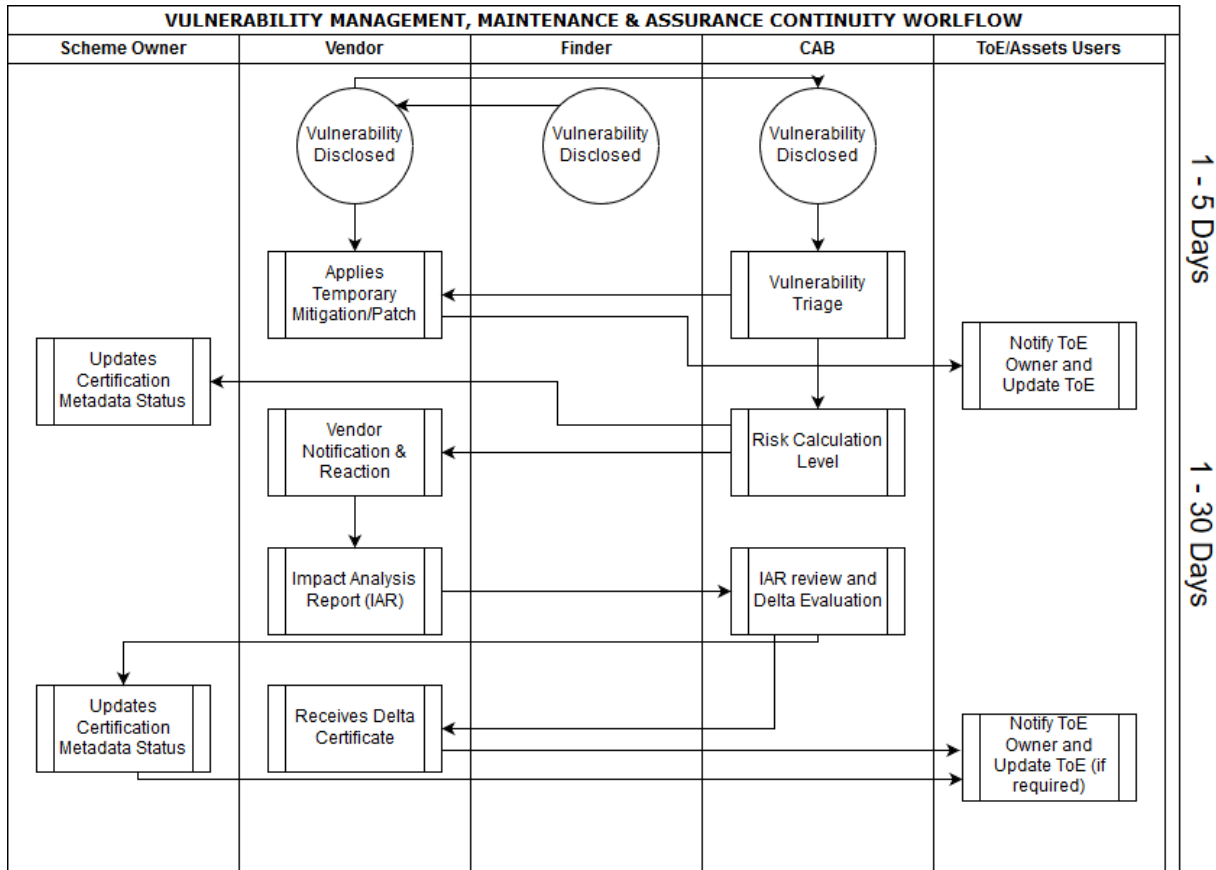 VULNERABILITY MANAGEMENT, MAINTENANCE & ASSURANCE CONTINUITY WORLFLOW
Scheme Owner
Vendor
Finder
CAB
ToE/Assets Users
Vulnerability
Disclosed
Vulnerability
Disclosed
Vulnerability
Disclosed
1 - 5 Days
Applies
Temporary
Mitigation/Patch
Vulnerability
Triage
Updates
Certification
Metadata Status
Notify ToE
Owner and
Update ToE
Vendor
Notification &
Reaction
Risk Calculation
Level
1 - 30 Days
Impact Analysis
Report (IAR)
IAR review and
Delta Evaluation
Updates
Certification
Metadata Status
Receives Delta
Certificate
Notify ToE
Owner and
Update ToE (if
required)